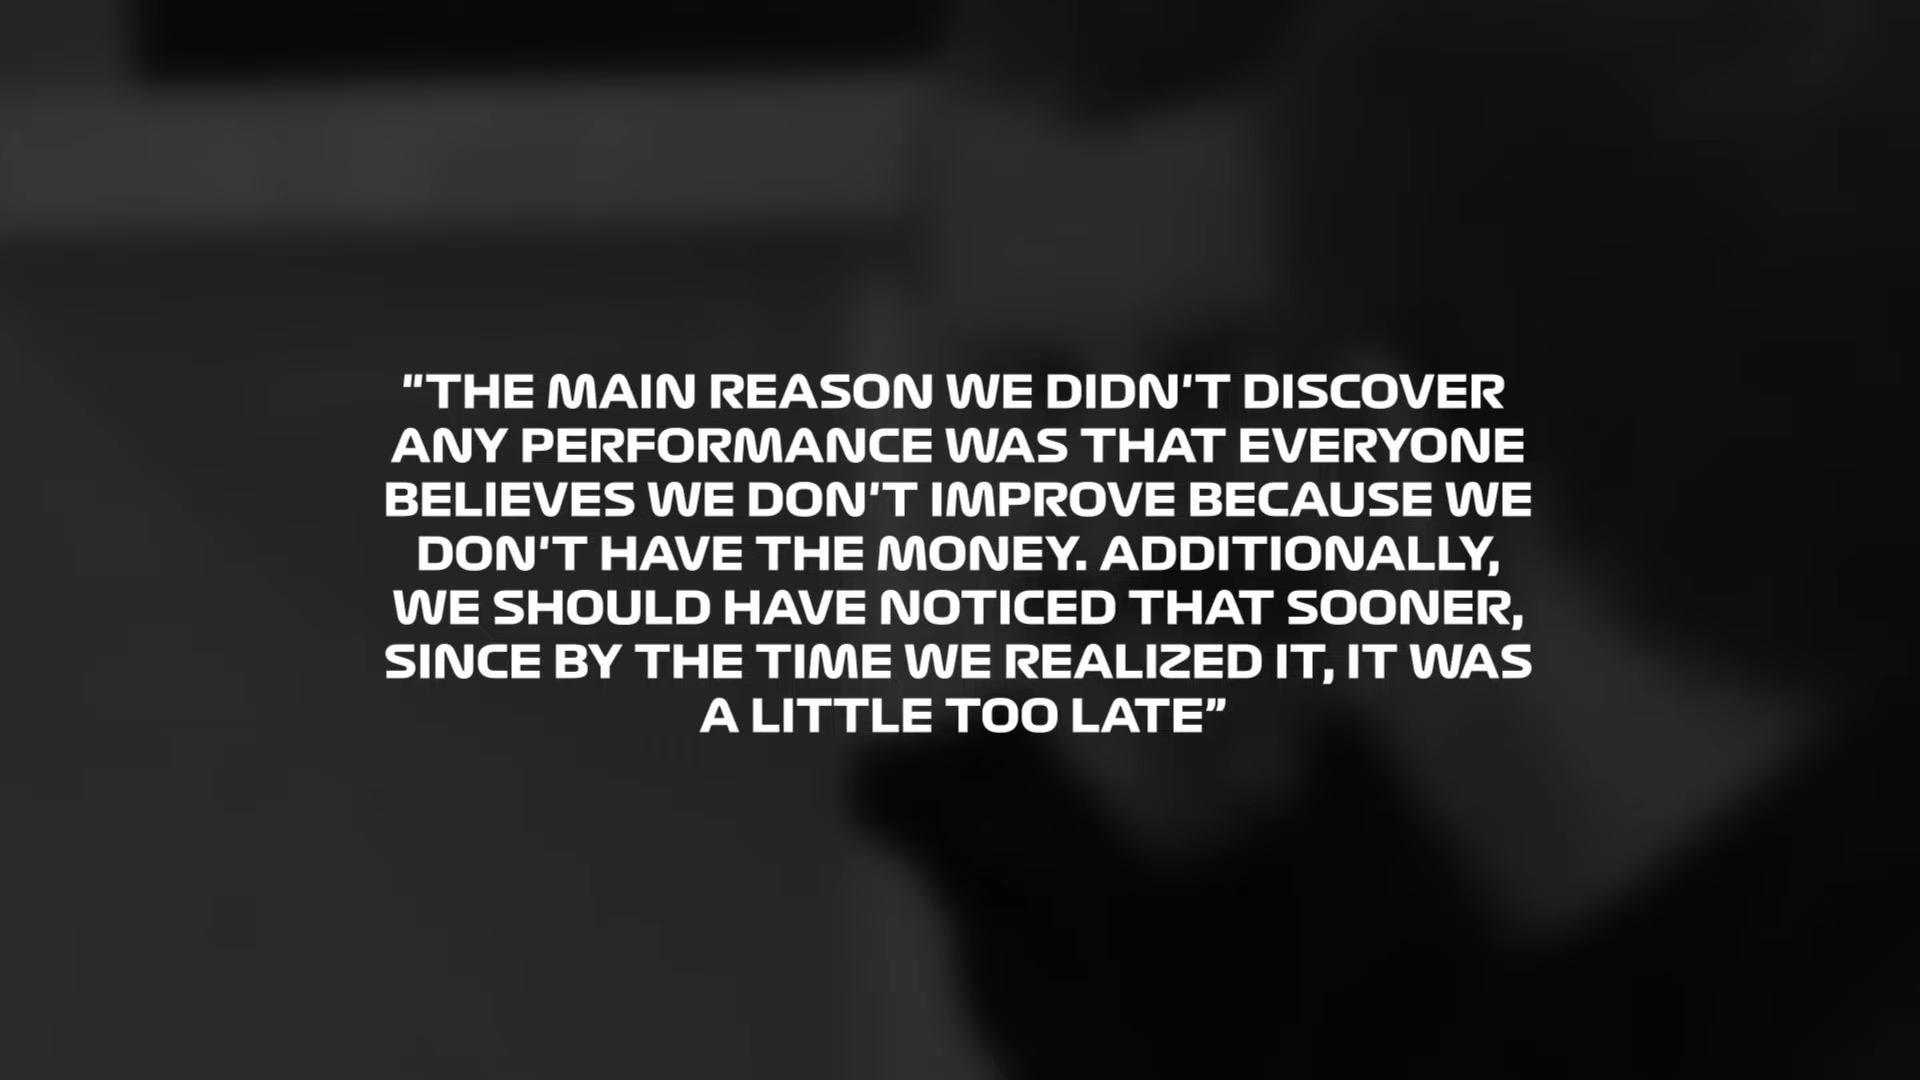 "THE MAIN REASON WE DIDN'T DISCOVER
ANY PERFORMANCE WAS THAT EVERYONE
BELIEVES WE DON'T IMPROVE BECAUSE WE
DON'T HAVE THE MONEY. ADDITIONALLY,
WE SHOULD HAVE NOTICED THAT SOONER,
SINCE BY THE TIME WE REALIZED IT, IT WAS
A LITTLE TOO LATE”